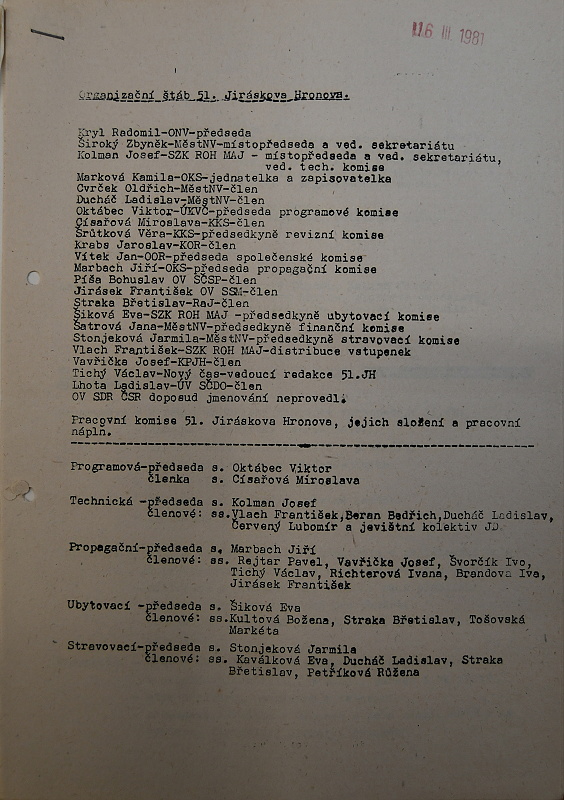 16 III. 1981
Organizační štáb 51. Jiráskova Hronova.
Kryl Radomil-ONV-předseda
Široký Zbyněk-MěstNV-místopředseda a ved. sekretariátu
Kolman Josef-SZK ROH MAJ - místopředseda a ved. sekretariátu,
ved. tech. komise
Marková Kamila-OKS-jednatelka a zapisovatelka
Cvrček Oldřich-MěstNV-člen
Ducháč Ladislav-MěstNV-člen
Oktábec Viktor-ÚKVČ-předseda programové komise
Císařová Miroslava-KKS-člen
Šrůtková Věra-KKS-předsedkyně revizní komise
Krabs Jaroslav-KOR-člen
Vítek Jan-OOR-předseda společenské komise
Marbach Jiří-OKS-předseda propagační komise
Píša Bohuslav OV SČSP-člen
Jirásek František OV SSM-člen
Straka Břetislav-RaJ-člen
Šiková Eva-SZK ROH MAJ -předsedkyně ubytovací komise
Šatrová Jana-MěstNV-předsedkyně finanční komise
Stonjeková Jarmila-MěstNV-předsedkyně stravovací komise
Vlach František-SZK ROH MAJ-distribuce vstupenek
Vavřička Josef-KPJH-člen
Tichý Václav-Nový čas-vedoucí redakce 51.JH
Lhota Ladislav-ÚV SČDO-člen
OV SDR ČSR doposud jmenování neprovedl.
Pracovní komise 51. Jiráskova Hronova, jejich složení a pracovní
náplň.
Programová-předseda s. Oktábec Viktor
členka s. Císařová Miroslava
Technická -předseda s. Kolman Josef
členové: ss.Vlach František,Beran Bedřich,Ducháč Ladislav,
Červený Lubomír a jevištní kolektiv JD.
Propagační-předseda s. Marbach Jiří
členové: ss. Rejtar Pavel, Vavřička Josef, Švorčík Ivo,
Tichý Václav, Richterová Ivana, Brandova Iva,
Jirásek František
Ubytovací -předseda s. Šiková Eva
členové: ss.Kultová Božena, Straka Břetislav, Tošovská
Markéta
Stravovací-předseda s. Stonjeková Jarmila
členové: ss. Kaválková Eva, Ducháč Ladislav, Straka
Břetislav, Petříková Růžena